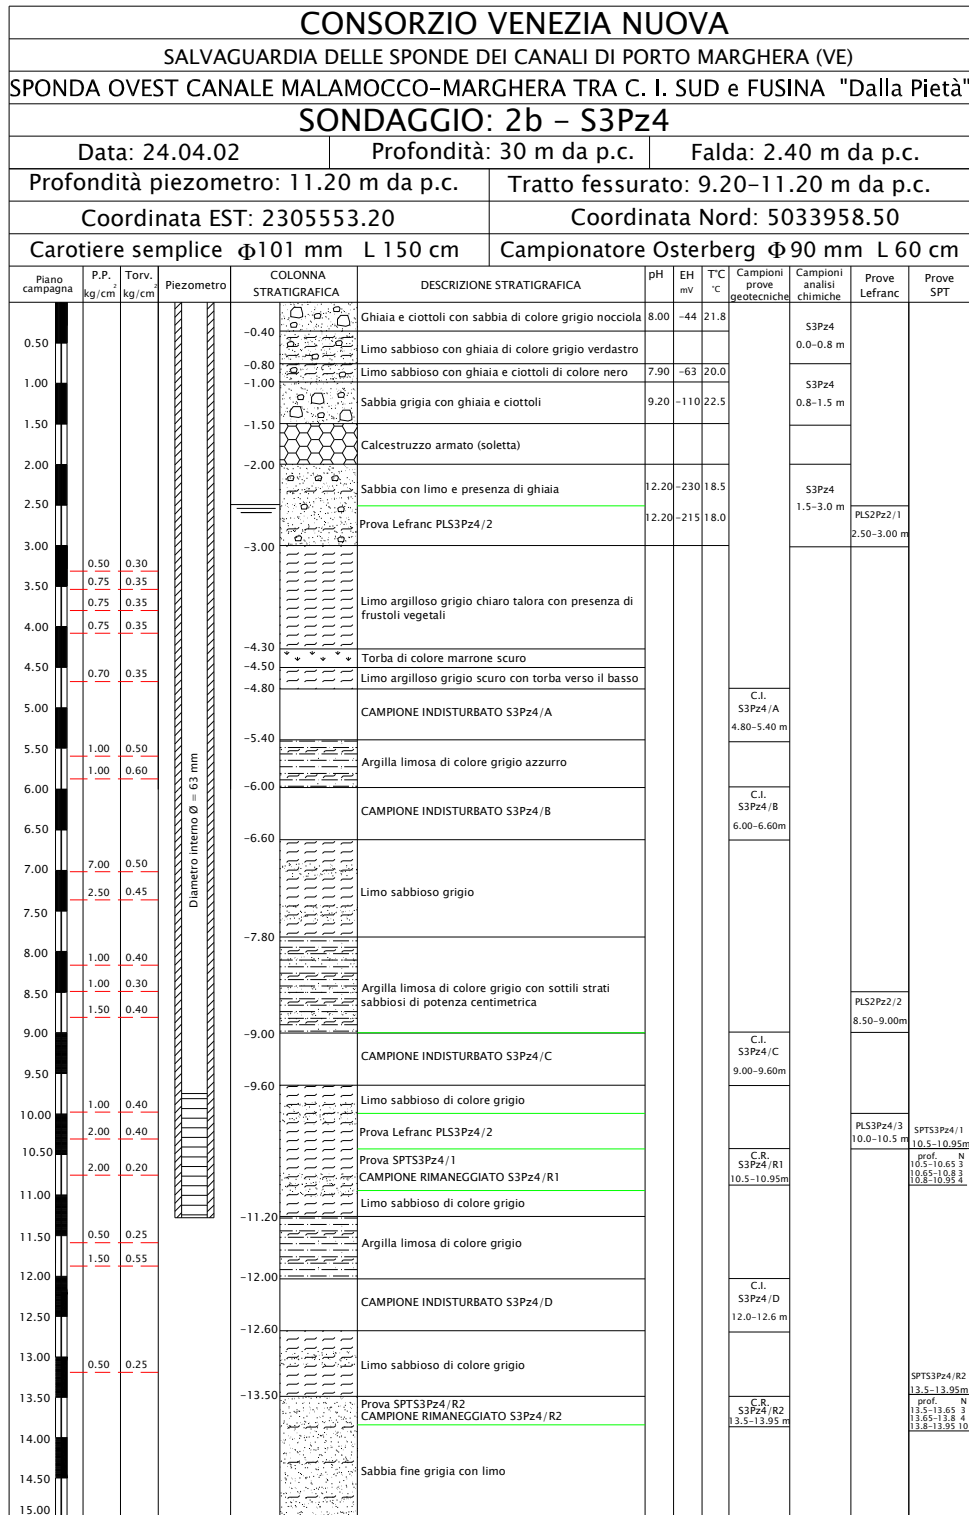 CONSORZIO VENEZIA NUOVA
SALVAGUARDIA DELLE SPONDE DEI CANALI DI PORTO MARGHERA (VE)
SPONDA OVEST CANALE MALAMOCCO-MARGHERA TRA C. I. SUD e FUSINA "Dalla Pietà"
SONDAGGIO: 2b - S3Pz4
Data: 24.04.02 Profondità: 30 m da p.c. Falda: 2.40 m da p.c.
Profondità piezometro: 11.20 m da p.c. Tratto fessurato: 9.20-11.20 m da p.c.
Coordinata EST: 2305553.20 Coordinata Nord: 5033958.50
Carotiere semplice Φ101 mm L 150 cm Campionatore Osterberg Φ 90 mm L 60 cm
Piano campagna P.P. kg/cm² Torv. kg/cm² Piezometro COLONNA STRATIGRAFICA DESCRIZIONE STRATIGRAFICA pH EH mV T°C °C Campioni prove geotecniche Campioni analisi chimiche Prove Lefranc Prove SPT
Ghiaia e ciottoli con sabbia di colore grigio nocciola 8.00 -44 21.8
S3Pz4
0.0-0.8 m
-0.40
0.50
Limo sabbioso con ghiaia di colore grigio verdastro
-0.80
Limo sabbioso con ghiaia e ciottoli di colore nero 7.90 -63 20.0
1.00 -1.00
S3Pz4
0.8-1.5 m
Sabbia grigia con ghiaia e ciottoli 9.20 -110 22.5
1.50 -1.50
Calcestruzzo armato (soletta)
2.00 -2.00
Sabbia con limo e presenza di ghiaia 12.20 -230 18.5
S3Pz4
1.5-3.0 m
2.50
Prova Lefranc PLS3Pz4/2 12.20 -215 18.0
PLS2Pz2/1
2.50-3.00 m
3.00 -3.00
0.50 0.30
3.50 0.75 0.35
0.75 0.35
Limo argilloso grigio chiaro talora con presenza di
frustoli vegetali
4.00 0.75 0.35
-4.30
Torba di colore marrone scuro
4.50 -4.50
0.70 0.35
Limo argilloso grigio scuro con torba verso il basso
-4.80
5.00
CAMPIONE INDISTURBATO S3Pz4/A
C.I.
S3Pz4/A
4.80-5.40 m
-5.40
5.50 1.00 0.50
Argilla limosa di colore grigio azzurro
1.00 0.60
6.00 -6.00
CAMPIONE INDISTURBATO S3Pz4/B
C.I.
S3Pz4/B
6.00-6.60m
6.50
-6.60
Diametro interno Ø = 63 mm
7.00 7.00 0.50
Limo sabbioso grigio
2.50 0.45
7.50
-7.80
8.00 1.00 0.40
1.00 0.30
Argilla limosa di colore grigio con sottili strati
sabbiosi di potenza centimetrica
8.50 1.50 0.40
PLS2Pz2/2
8.50-9.00m
9.00 -9.00
CAMPIONE INDISTURBATO S3Pz4/C
C.I.
S3Pz4/C
9.00-9.60m
9.50
-9.60
Limo sabbioso di colore grigio
10.00 1.00 0.40
2.00 0.40
Prova Lefranc PLS3Pz4/2
PLS3Pz4/3
10.0-10.5 m
SPTS3Pz4/1
10.5-10.95m
10.50
2.00 0.20
Prova SPTS3Pz4/1
CAMPIONE RIMANEGGIATO S3Pz4/R1
C.R.
S3Pz4/R1
10.5-10.95m
prof. N
10.5-10.65 3
10.65-10.8 3
10.8-10.95 4
11.00
Limo sabbioso di colore grigio
-11.20
11.50 0.50 0.25
Argilla limosa di colore grigio
1.50 0.55
12.00 -12.00
CAMPIONE INDISTURBATO S3Pz4/D
C.I.
S3Pz4/D
12.0-12.6 m
12.50
-12.60
13.00 0.50 0.25
Limo sabbioso di colore grigio
SPTS3Pz4/R2
13.5-13.95m
13.50 -13.50
Prova SPTS3Pz4/R2
CAMPIONE RIMANEGGIATO S3Pz4/R2
C.R.
S3Pz4/R2
13.5-13.95 m
prof. N
13.5-13.65 3
13.65-13.8 4
13.8-13.95 10
14.00
Sabbia fine grigia con limo
14.50
15.00